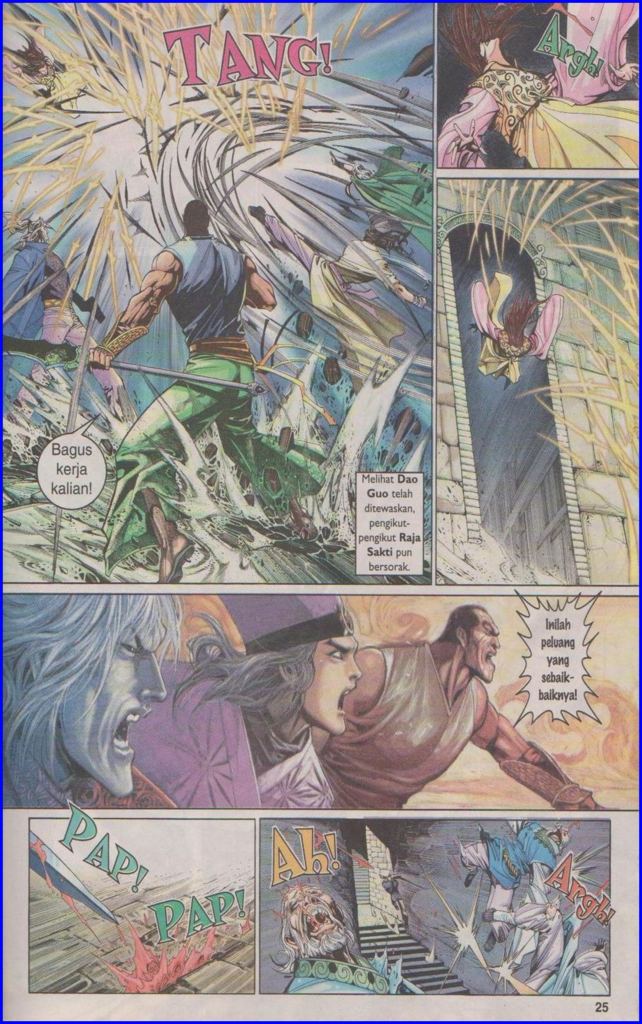 TANG!
Argh!
Bagus
kerja
kalian!
Melihat Dao
Guo telah
ditewaskan,
pengikut-
pengikut Raja
Sakti pun
bersorak.
Inilah
peluang
yang
sebaik-
baiknya!
PAP!
PAP!
Ah!
Argh!
25